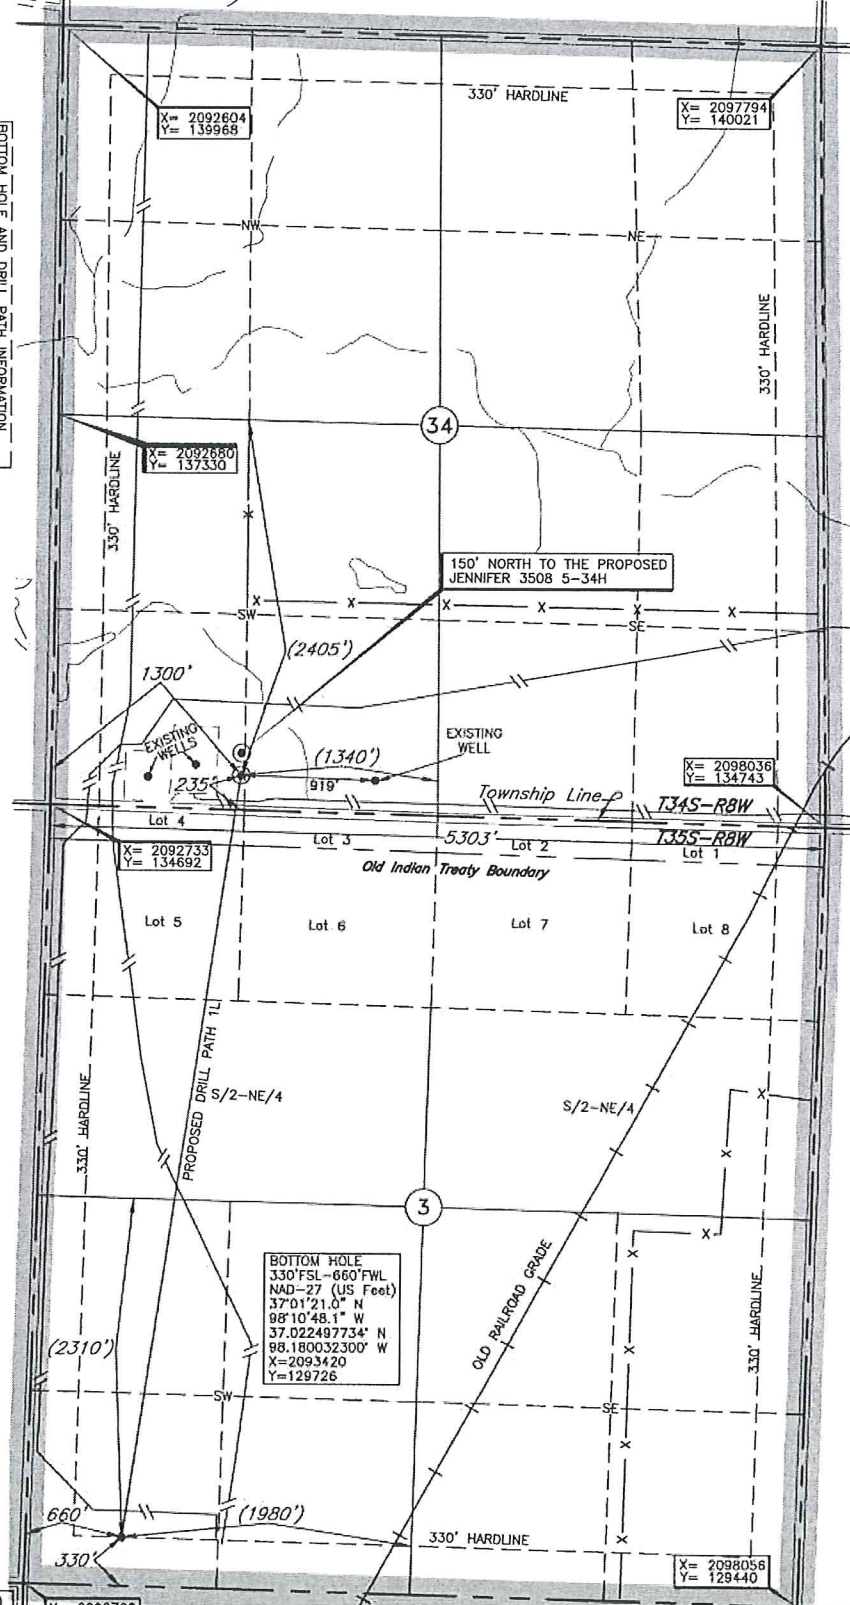 330' HARDLINE
X= 2092604
Y= 139968
X= 2097794
Y= 140021
BOTTOM HOLE AND DRILL PATH INFORMATION
NW
NE
330' HARDLINE
34
X= 2092680
Y= 137330
330' HARDLINE
150' NORTH TO THE PROPOSED
JENNIFER 3508 5-34H
X
X
X
X
X
X
X
SW
SE
(2405')
1300'
EXISTING
WELLS
EXISTING
WELL
(1340')
919'
235'
X= 2098036
Y= 134743
Township Line
T34S-R8W
T35S-R8W
Lot 4
Lot 3
5303'
Lot 2
Lot 1
X= 2092733
Y= 134692
Old Indian Treaty Boundary
Lot 5
Lot 6
Lot 7
Lot 8
PROPOSED DRILL PATH 1L
S/2-NE/4
S/2-NE/4
330' HARDLINE
X
X
X
X
3
BOTTOM HOLE
330'FSL-660'FWL
NAD-27 (US Feet)
37°01'21.0" N
98°10'48.1" W
37.022497734° N
98.180032300° W
X=2093420
Y=129726
OLD RAILROAD GRADE
330' HARDLINE
(2310')
X
X
X
SW
SE
660'
(1980')
330' HARDLINE
330'
X= 2098056
Y= 129440